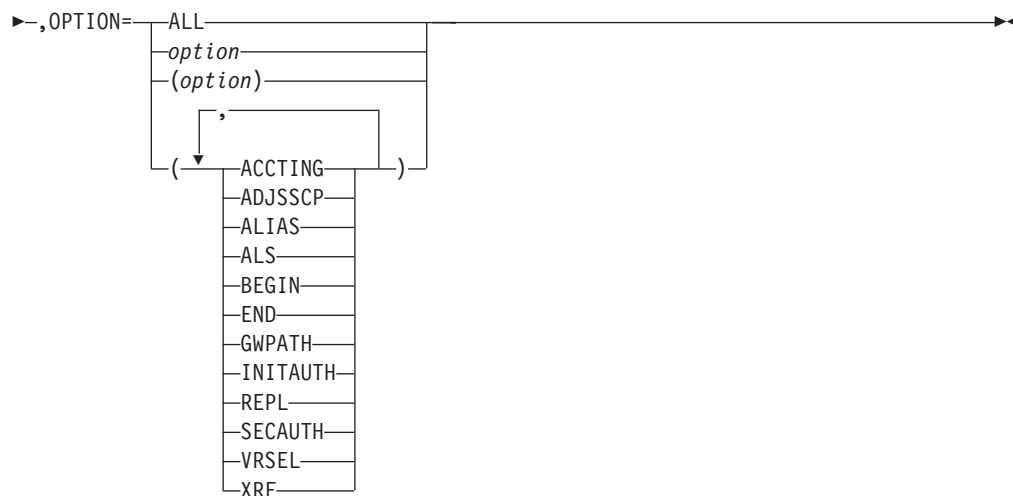 ,OPTION= ALL
option
(option)
,
( ACCTING )
ADJSSCP
ALIAS
ALS
BEGIN
END
GWPATH
INITAUTH
REPL
SECAUTH
VRSEL
XRF